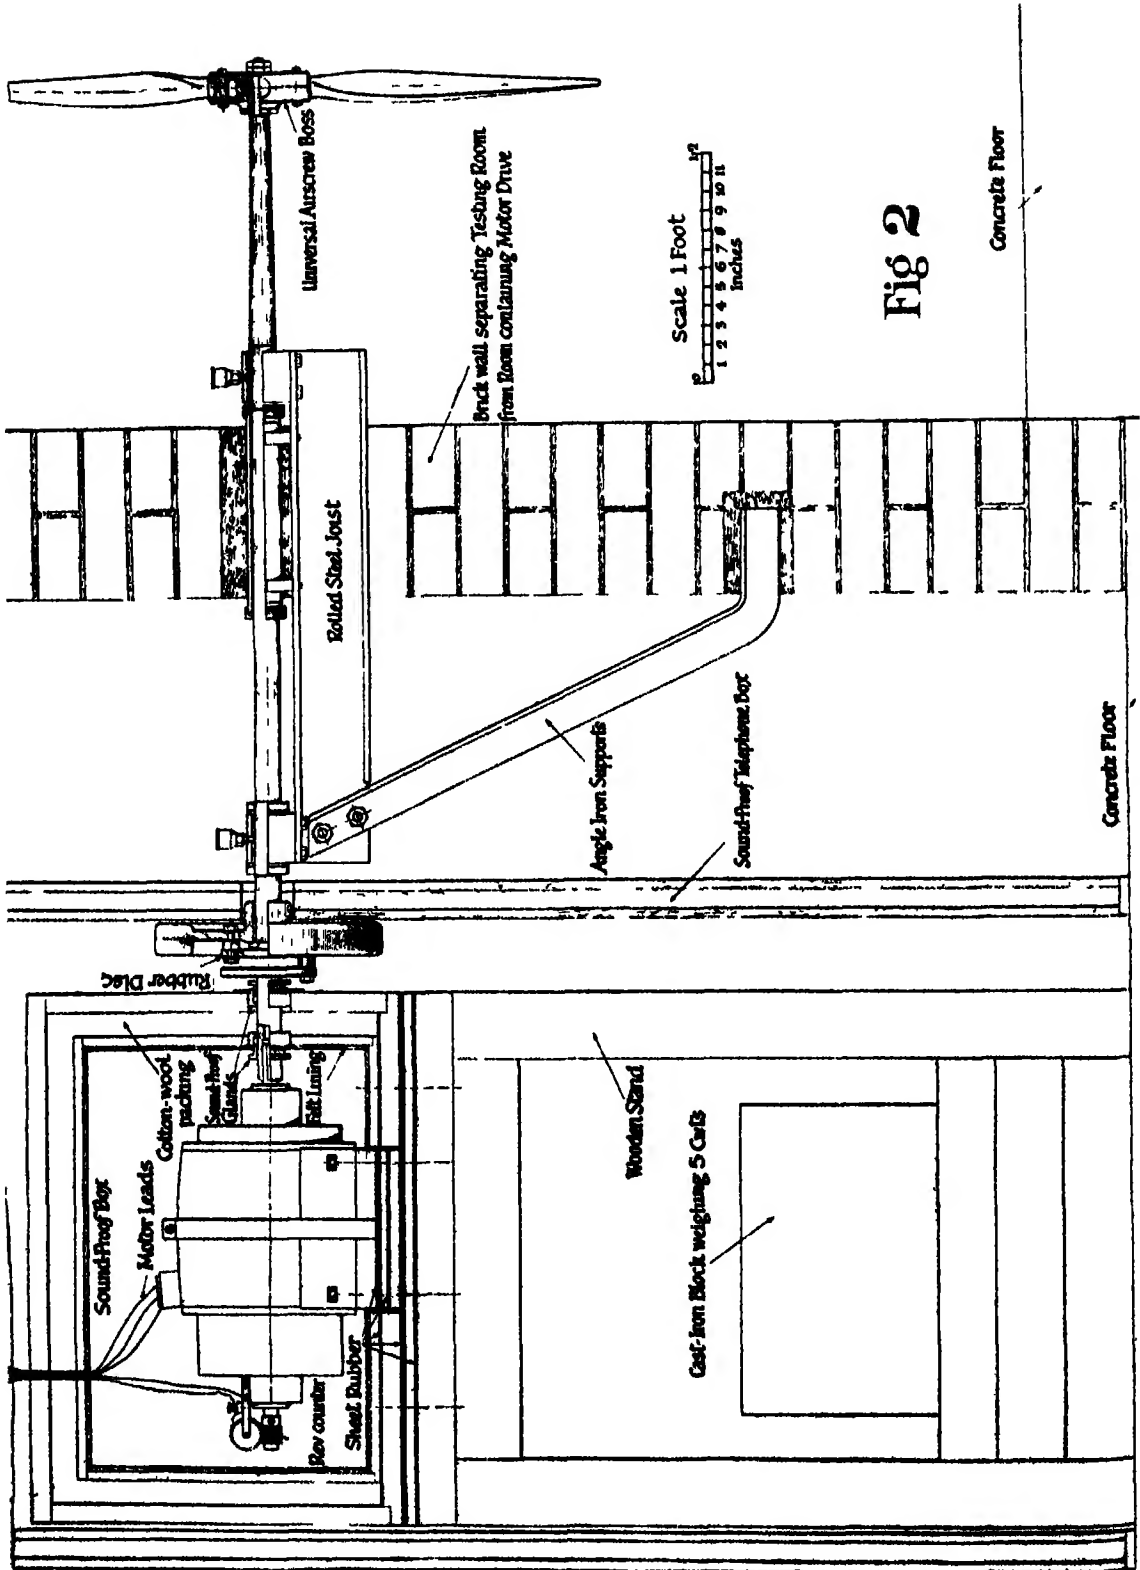 Sound-Proof Box
Motor Leads
Cotton-wool
packing
Sound-Proof
Glands
Felt Lining
Rubber Disc
Rev counter
Sheet Rubber
Universal Airscrew Boss
Rolled Steel Joist
Brick wall separating Testing Room
from Room containing Motor Drive
Angle Iron Supports
Sound-Proof Telephone Box
Wooden Stand
Cast-Iron Block weighing 5 Cwts
Scale 1 Foot
0 12
1 2 3 4 5 6 7 8 9 10 11
Inches
Fig 2
Concrete Floor
Concrete Floor